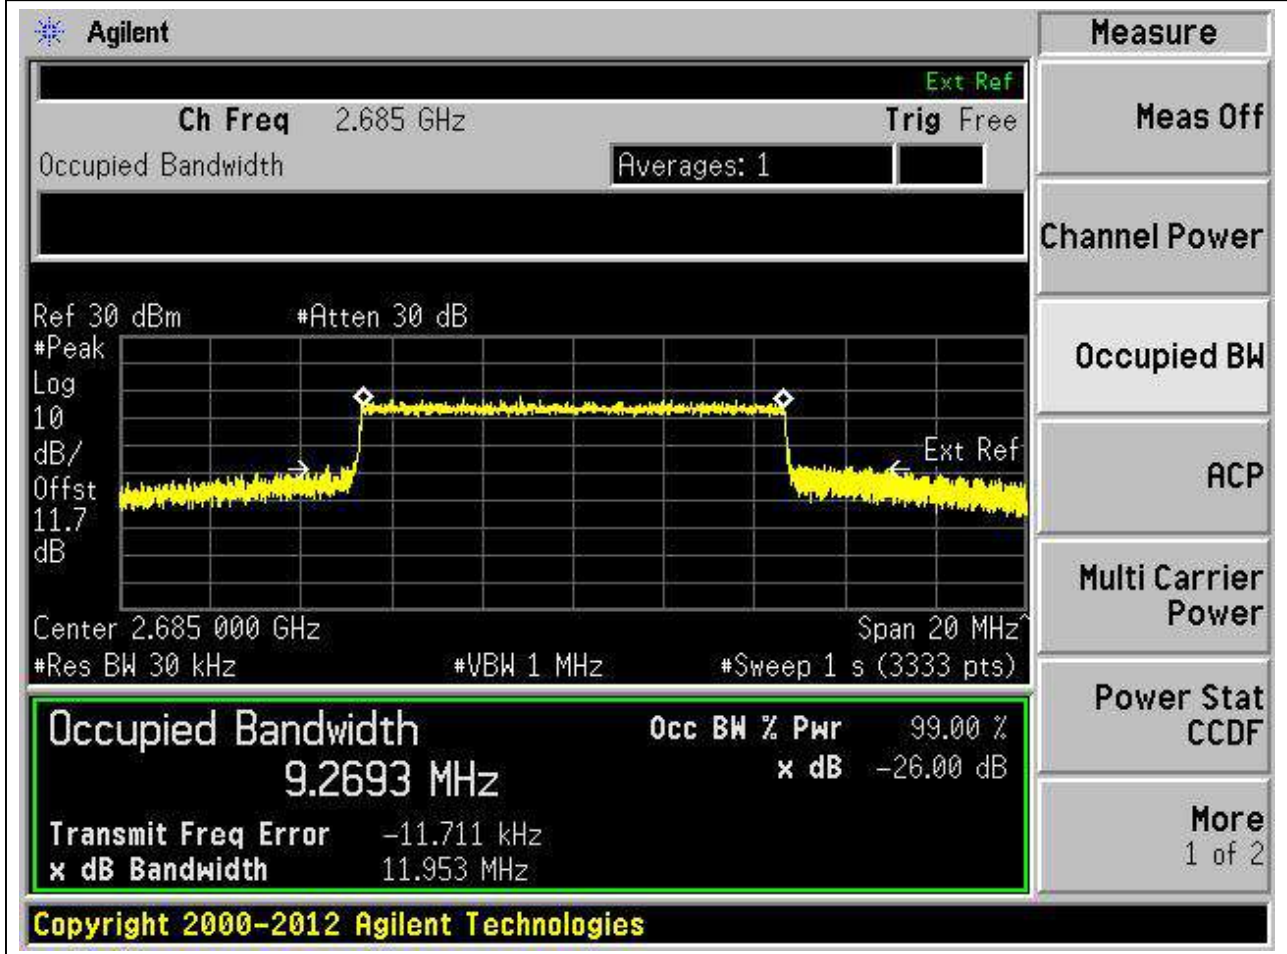 Agilent
Measure
Ext Ref
Ch Freq 2.685 GHz Trig Free
Meas Off
Occupied Bandwidth Averages: 1
Channel Power
Ref 30 dBm #Atten 30 dB
#Peak
Log
10
dB/
Offst
11.7
dB
Ext Ref
Occupied BW
ACP
Center 2.685 000 GHz Span 20 MHz^
#Res BW 30 kHz #VBW 1 MHz #Sweep 1 s (3333 pts)
Multi Carrier
Power
Occupied Bandwidth Occ BW % Pwr 99.00 %
9.2693 MHz x dB -26.00 dB
Transmit Freq Error -11.711 kHz
x dB Bandwidth 11.953 MHz
Power Stat
CCDF
More
1 of 2
Copyright 2000-2012 Agilent Technologies